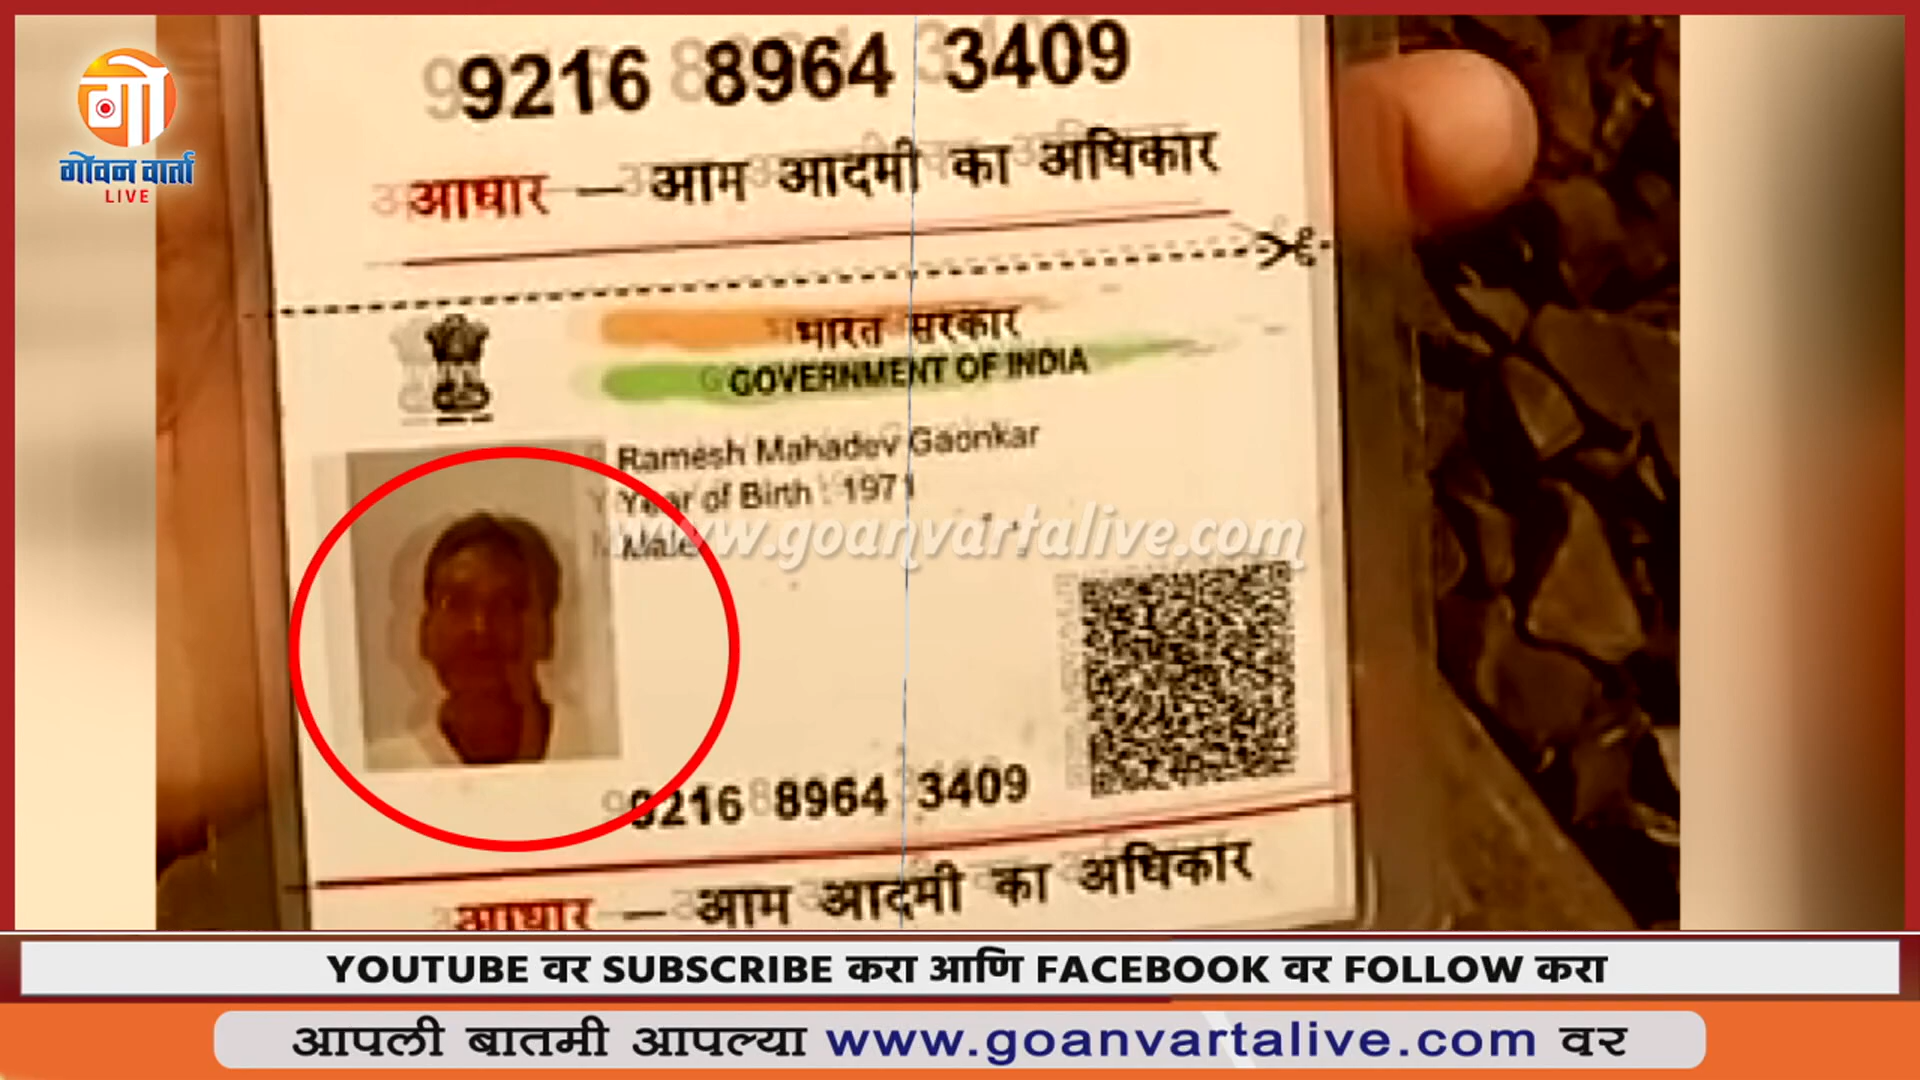 गोवन वार्ता
LIVE
9216 8964 3409
आधार — आम आदमी का अधिकार
भारत सरकार
GOVERNMENT OF INDIA
Ramesh Mahadev Gaonkar
Year of Birth : 1971
Male
www.goanvartalive.com
9216 8964 3409
आधार — आम आदमी का अधिकार
YOUTUBE वर SUBSCRIBE करा आणि FACEBOOK वर FOLLOW करा
आपली बातमी आपल्या www.goanvartalive.com वर